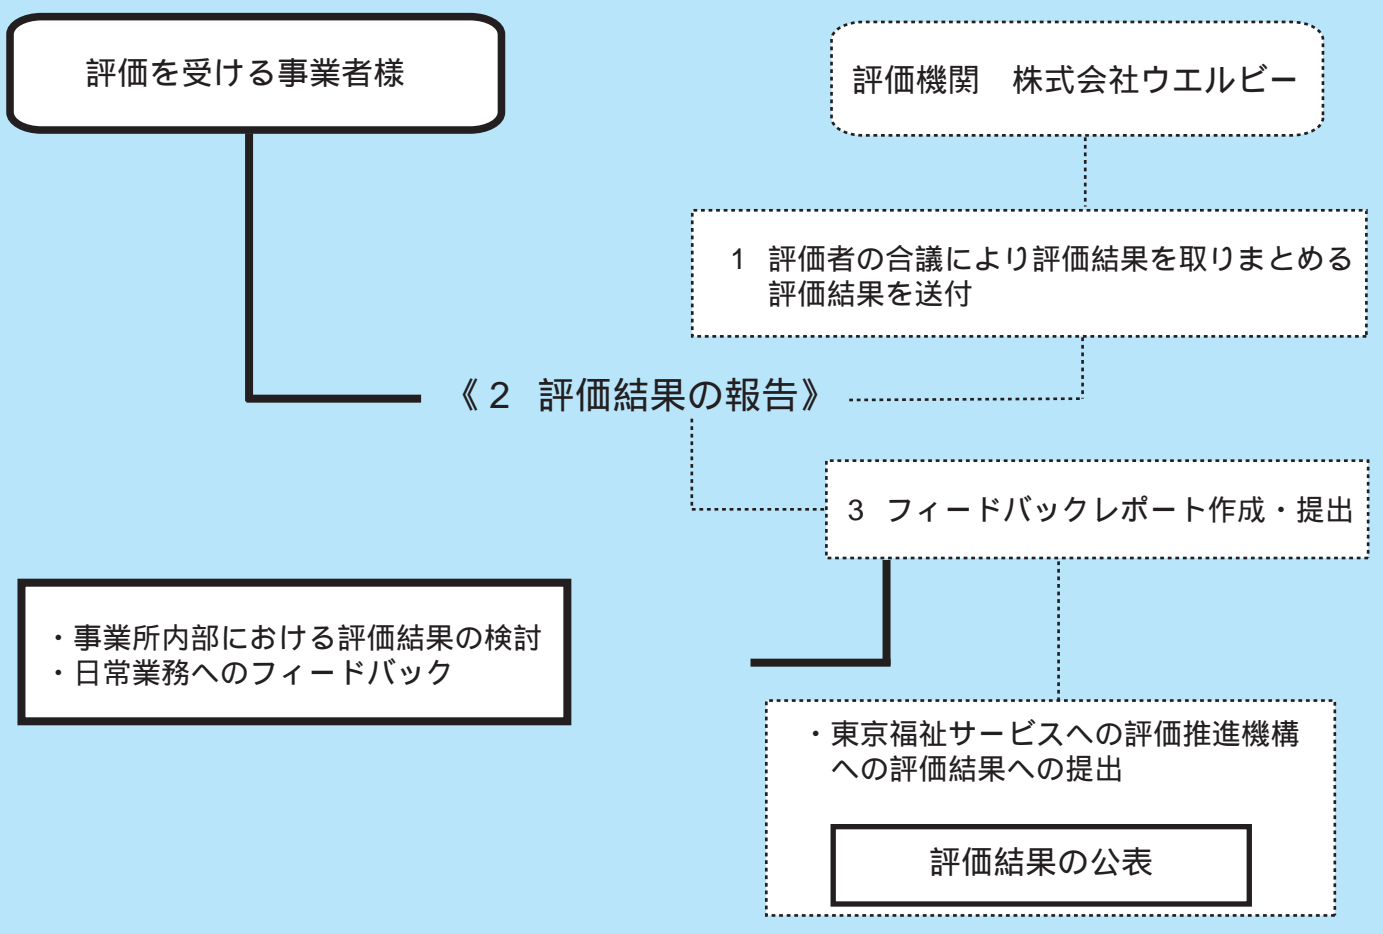 評価を受ける事業者様
評価機関　株式会社ウエルビー
1 評価者の合議により評価結果を取りまとめる
評価結果を送付
《２ 評価結果の報告》
3 フィードバックレポート作成・提出
・事業所内部における評価結果の検討
・日常業務へのフィードバック
・東京福祉サービスへの評価推進機構
への評価結果への提出
評価結果の公表